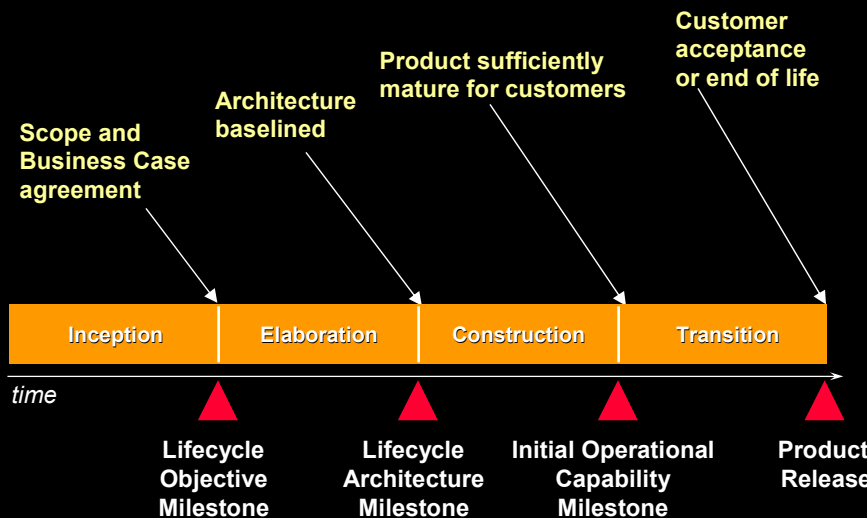 Scope and
Business Case
agreement
Architecture
baselined
Product sufficiently
mature for customers
Customer
acceptance
or end of life
Inception
Elaboration
Construction
Transition
time
Lifecycle
Objective
Milestone
Lifecycle
Architecture
Milestone
Initial Operational
Capability
Milestone
Product
Release